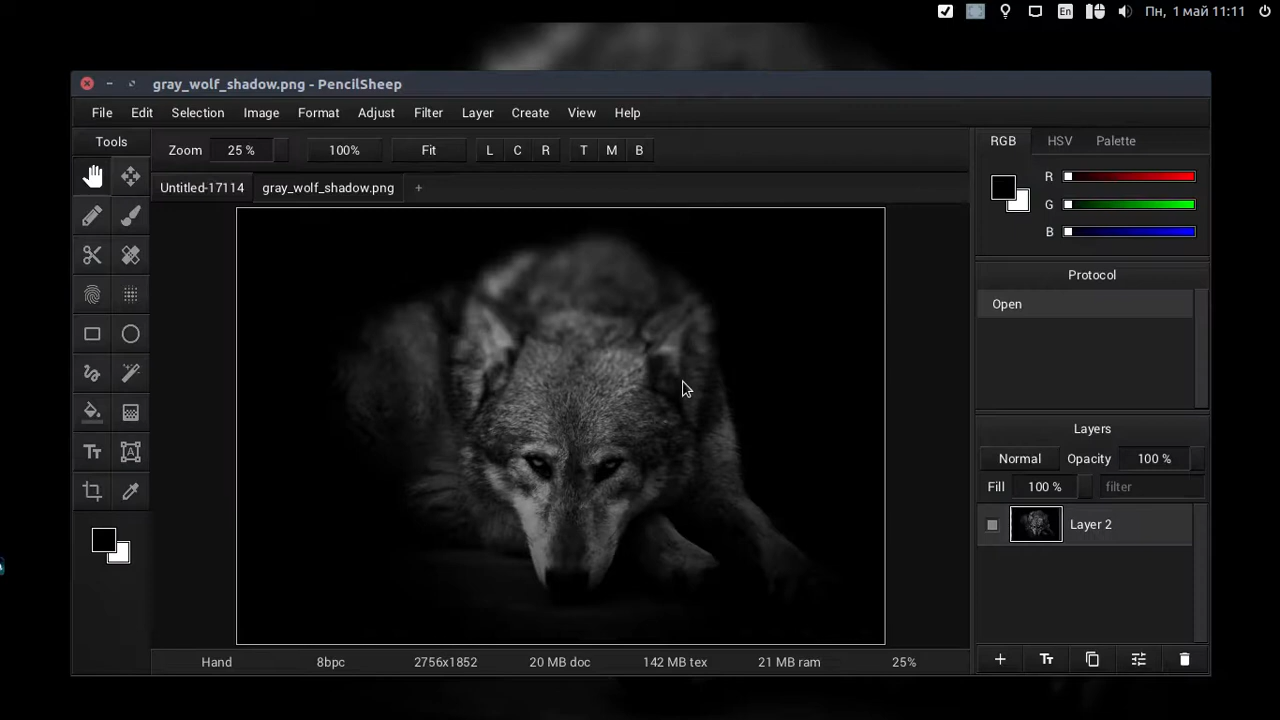 En Пн, 1 май 11:11
gray_wolf_shadow.png - PencilSheep
File Edit Selection Image Format Adjust Filter Layer Create View Help
Tools
Zoom 25 % 100% Fit L C R T M B
RGB HSV Palette
Untitled-17114 gray_wolf_shadow.png +
R
G
B
Protocol
Open
Layers
Normal Opacity 100 %
Fill 100 % filter
Layer 2
Hand 8bpc 2756x1852 20 MB doc 142 MB tex 21 MB ram 25%